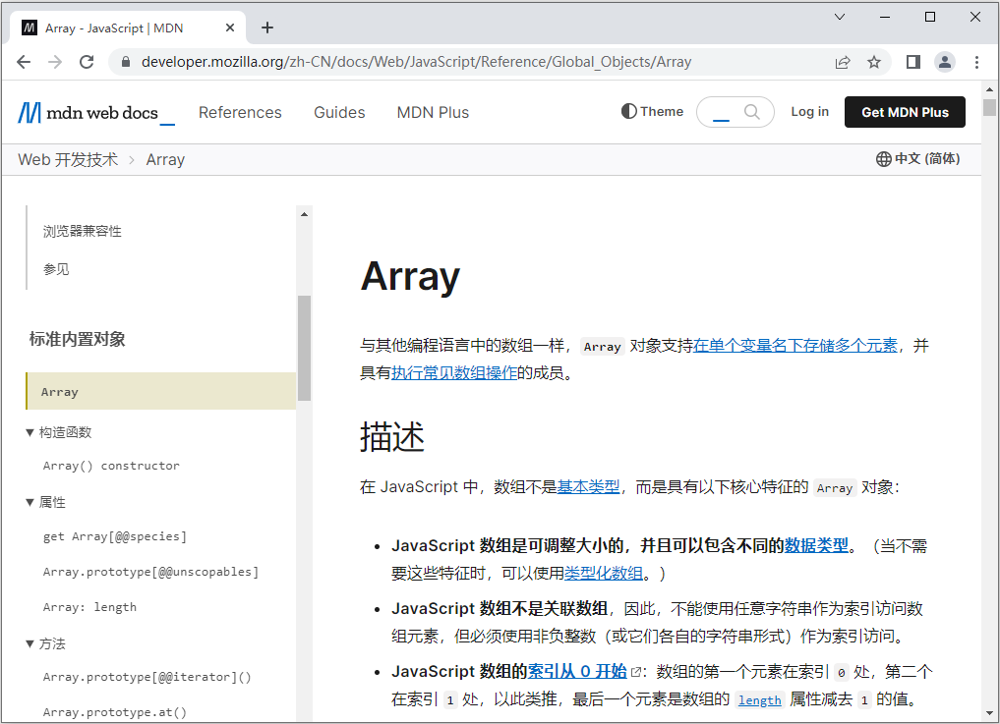 Array - JavaScript | MDN
developer.mozilla.org/zh-CN/docs/Web/JavaScript/Reference/Global_Objects/Array
mdn web docs_ References Guides MDN Plus Theme Log in Get MDN Plus
Web 开发技术 > Array 中文 (简体)
浏览器兼容性
参见
标准内置对象
Array
▼ 构造函数
Array() constructor
▼ 属性
get Array[@@species]
Array.prototype[@@unscopables]
Array: length
▼ 方法
Array.prototype[@@iterator]()
Array.prototype.at()
Array
与其他编程语言中的数组一样，Array 对象支持在单个变量名下存储多个元素，并
具有执行常见数组操作的成员。
描述
在 JavaScript 中，数组不是基本类型，而是具有以下核心特征的 Array 对象：
• JavaScript 数组是可调整大小的，并且可以包含不同的数据类型。（当不需
要这些特征时，可以使用类型化数组。）
• JavaScript 数组不是关联数组，因此，不能使用任意字符串作为索引访问数
组元素，但必须使用非负整数（或它们各自的字符串形式）作为索引访问。
• JavaScript 数组的索引从 0 开始：数组的第一个元素在索引 0 处，第二个
在索引 1 处，以此类推，最后一个元素是数组的 length 属性减去 1 的值。